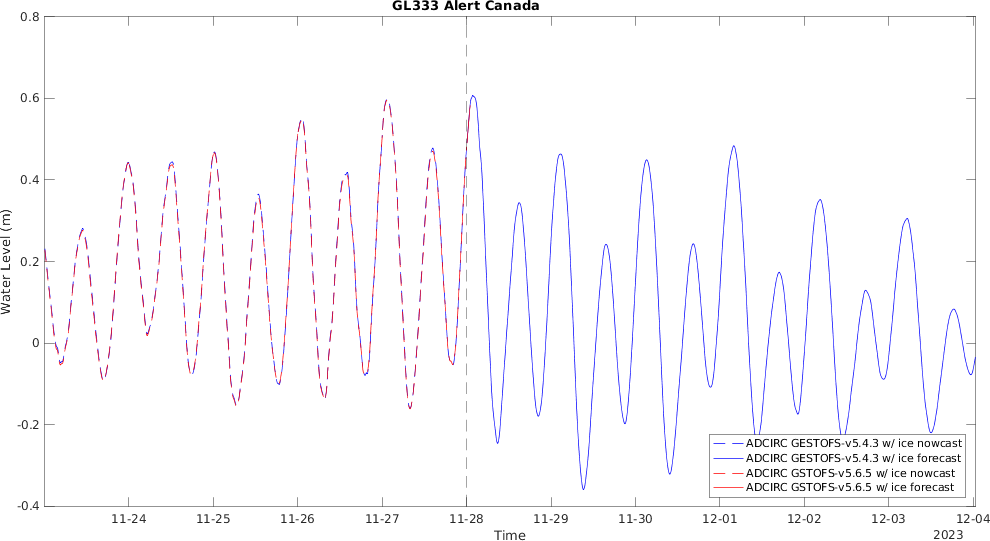 GL333 Alert Canada
0.8
0.6
0.4
0.2
0
-0.2
-0.4
Water Level (m)
ADCIRC GESTOFS-v5.4.3 w/ ice nowcast
ADCIRC GESTOFS-v5.4.3 w/ ice forecast
ADCIRC GSTOFS-v5.6.5 w/ ice nowcast
ADCIRC GSTOFS-v5.6.5 w/ ice forecast
11-24 11-25 11-26 11-27 11-28 11-29 11-30 12-01 12-02 12-03 12-04
Time
2023